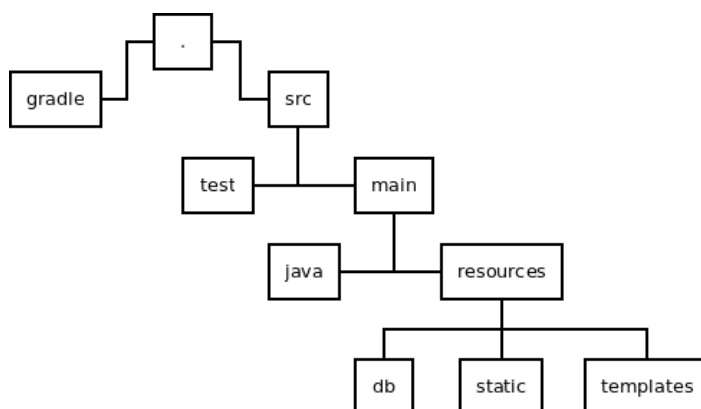 .
gradle
src
test
main
java
resources
db
static
templates